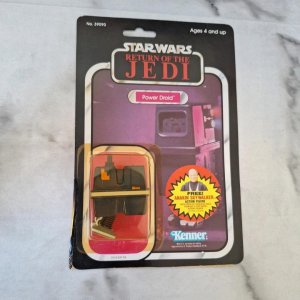 No. 39090
Ages 4 and up
STAR WARS
RETURN OF THE
JEDI
Power Droid
FREE!
ANAKIN SKYWALKER
ACTION FIGURE
Kenner